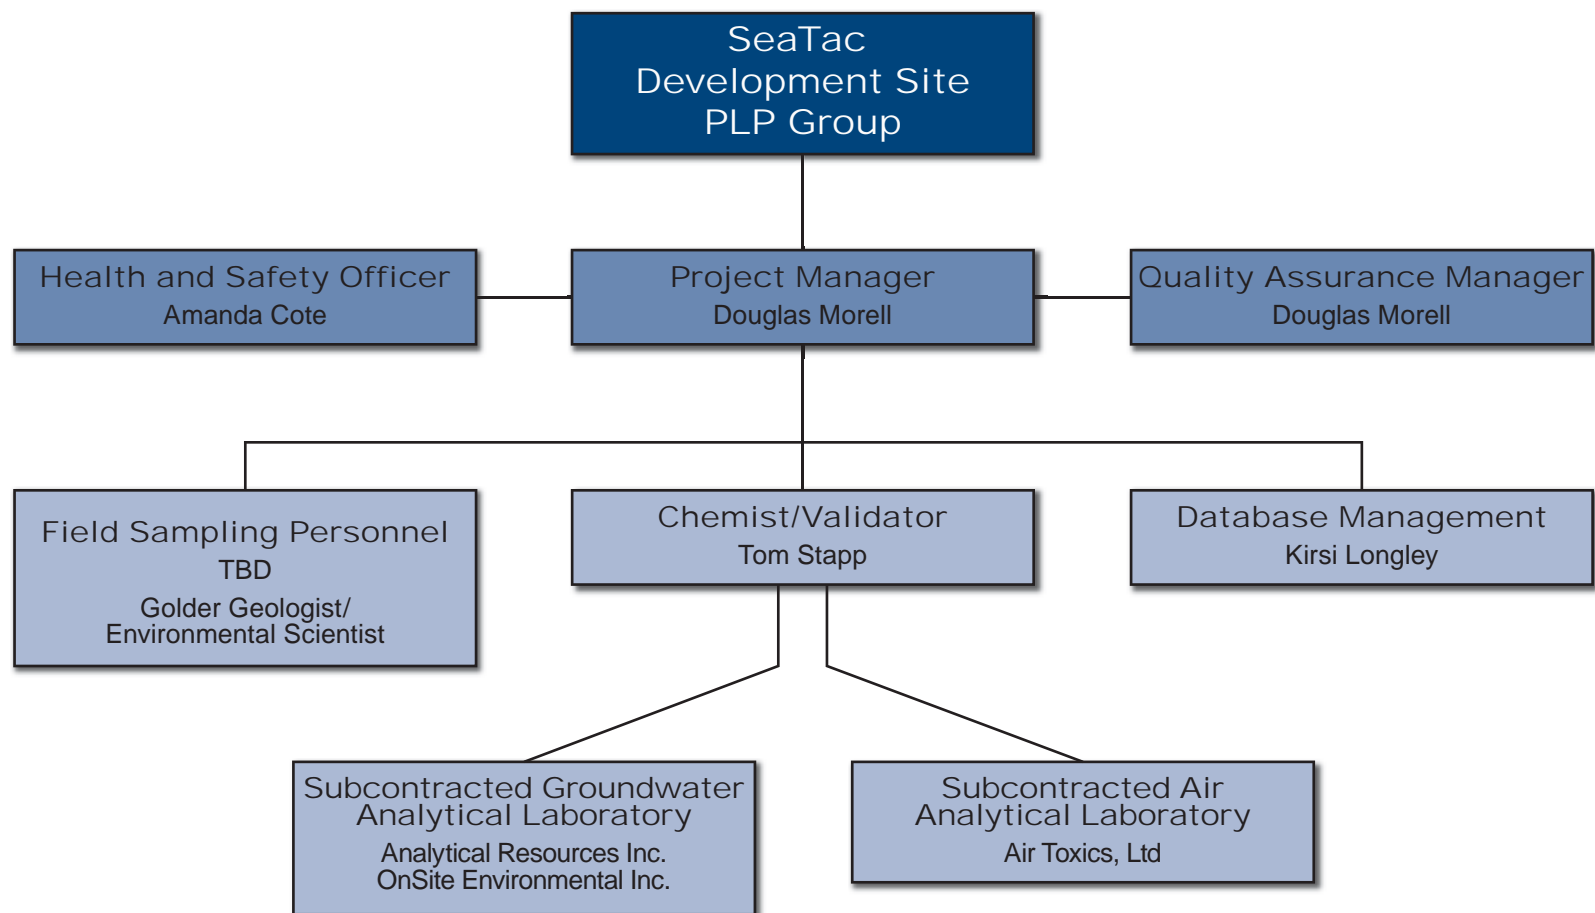 SeaTac
Development Site
PLP Group
Health and Safety Officer
Amanda Cote
Project Manager
Douglas Morell
Quality Assurance Manager
Douglas Morell
Field Sampling Personnel
TBD
Golder Geologist/
Environmental Scientist
Chemist/Validator
Tom Stapp
Database Management
Kirsi Longley
Subcontracted Groundwater
Analytical Laboratory
Analytical Resources Inc.
OnSite Environmental Inc.
Subcontracted Air
Analytical Laboratory
Air Toxics, Ltd